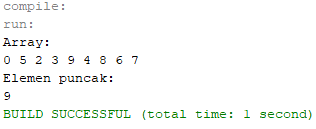 compile:
run:
Array:
0 5 2 3 9 4 8 6 7
Elemen puncak:
9
BUILD SUCCESSFUL (total time: 1 second)